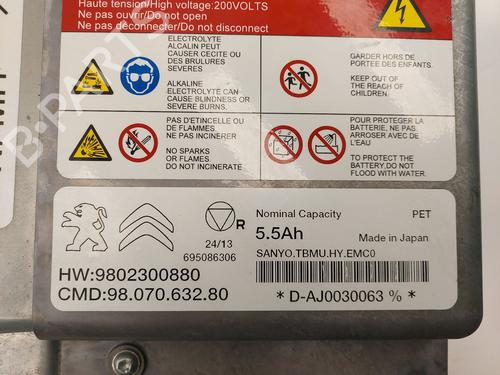 Haute tension/High voltage:200VOLTS
Ne pas ouvrir/Do not open
Ne pas déconnecter/Do not disconnect
ELECTROLYTE
ALCALIN PEUT
CAUSER CECITE OU
DES BRULURES
SEVERES
ALKALINE
ELECTROLYTE CAN
CAUSE BLINDNESS OR
SEVERE BURNS.
GARDER HORS DE
PORTEE DES ENFANTS.
KEEP OUT OF
THE REACH OF
CHILDREN.
PAS D'ETINCELLE OU
DE FLAMMES.
NE PAS INCINERER
NO SPARKS
OR FLAMES.
DO NOT INCINERATE
POUR PROTEGER LA
BATTERIE, NE PAS
ARROSER AVEC DE
L'EAU
TO PROTECT THE
BATTERY,DO NOT
FLOOD WITH WATER.
R
24/13
695086306
Nominal Capacity
PET
5.5Ah
Made in Japan
SANYO.TBMU.HY.EMC0
HW:9802300880
CMD:98.070.632.80
* D-AJ0030063 % *
B-PARTS